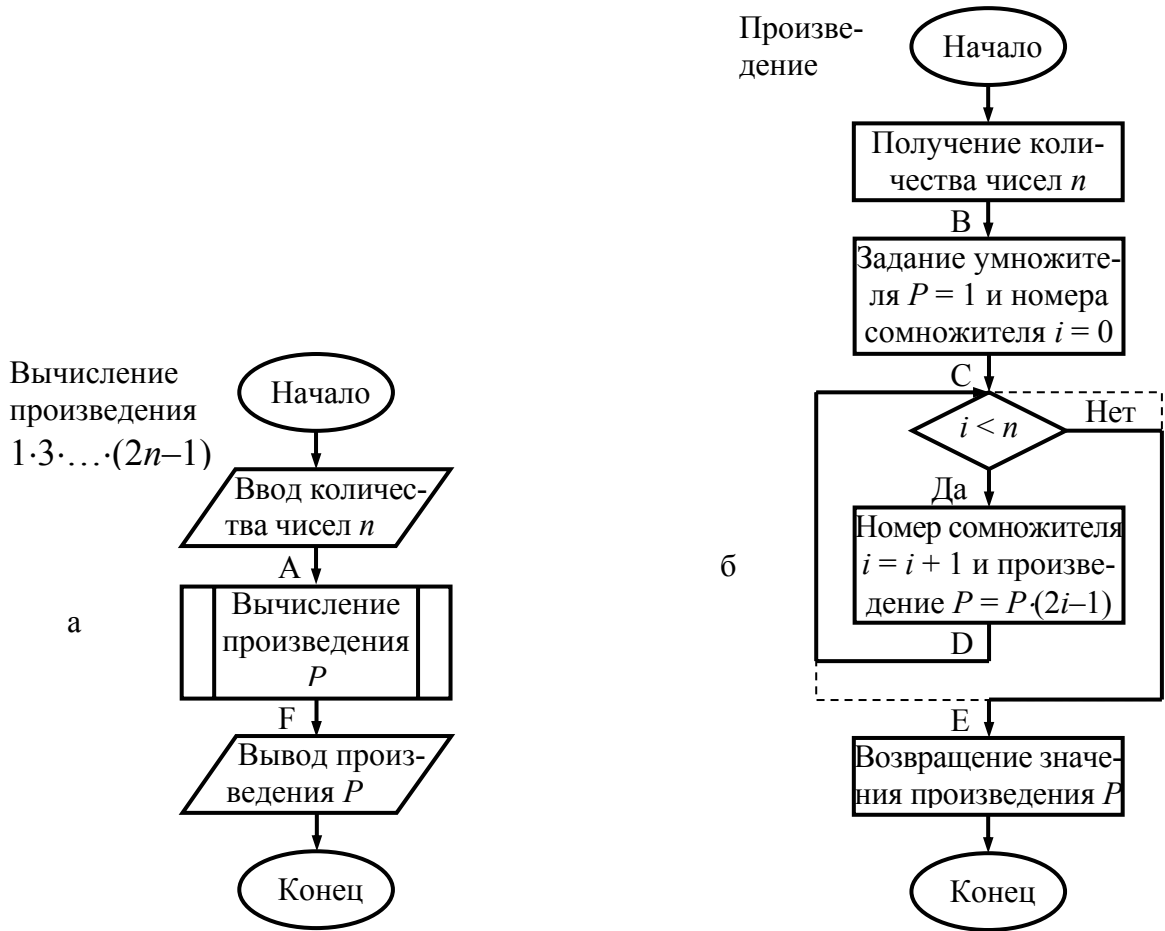 Вычисление
произведения
1·3·…·(2n–1)
Начало
Ввод количес-
тва чисел n
A
а
Вычисление
произведения
P
F
Вывод произ-
ведения P
Конец
Произве-
дение
Начало
Получение коли-
чества чисел n
B
Задание умножите-
ля P = 1 и номера
сомножителя i = 0
C
i < n
Нет
Да
б
Номер сомножителя
i = i + 1 и произве-
дение P = P·(2i–1)
D
E
Возвращение значе-
ния произведения P
Конец